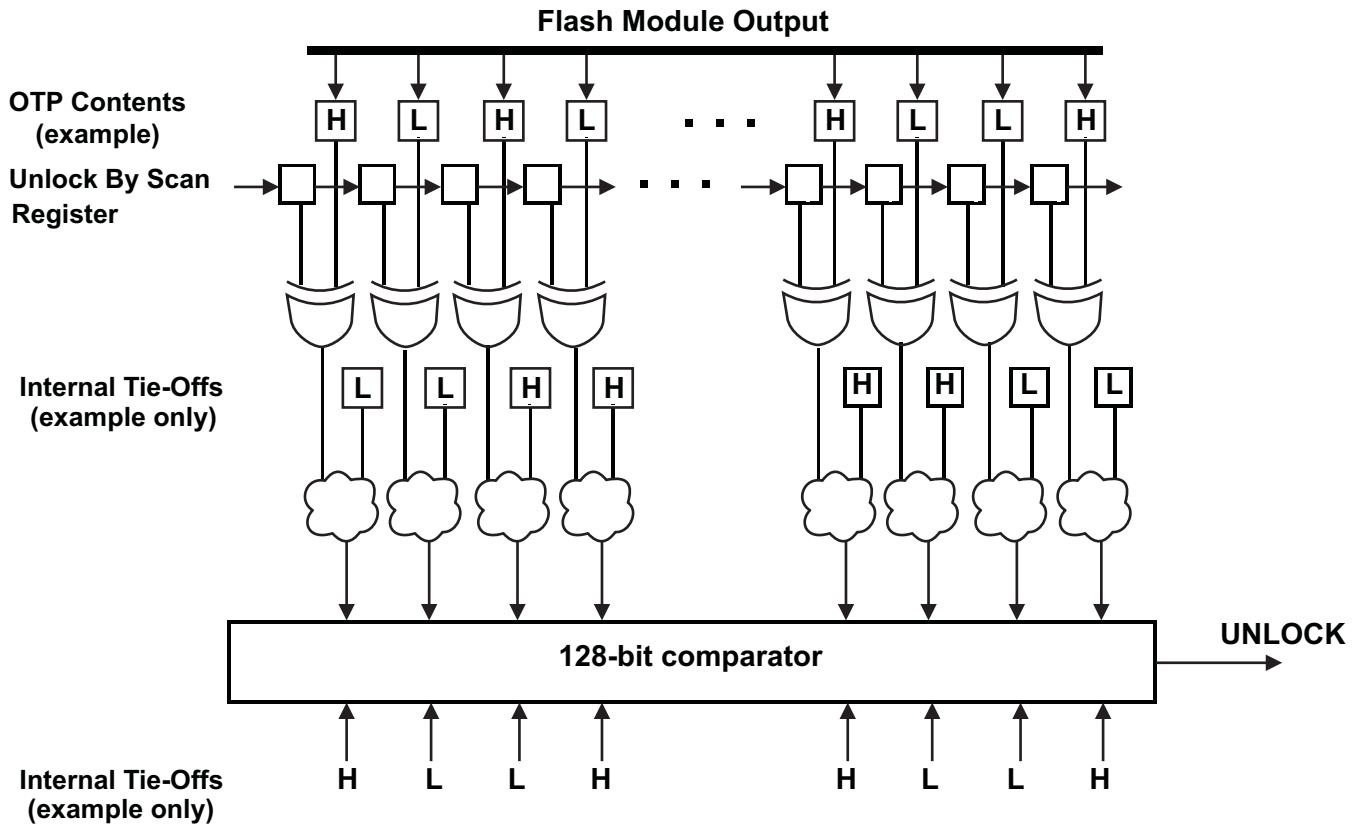 Flash Module Output
OTP Contents
(example)
H L H L . . . H L L H
Unlock By Scan
Register
. . .
Internal Tie-Offs
(example only)
L L H H H H L L
128-bit comparator
UNLOCK
H L L H H L L H
Internal Tie-Offs
(example only)